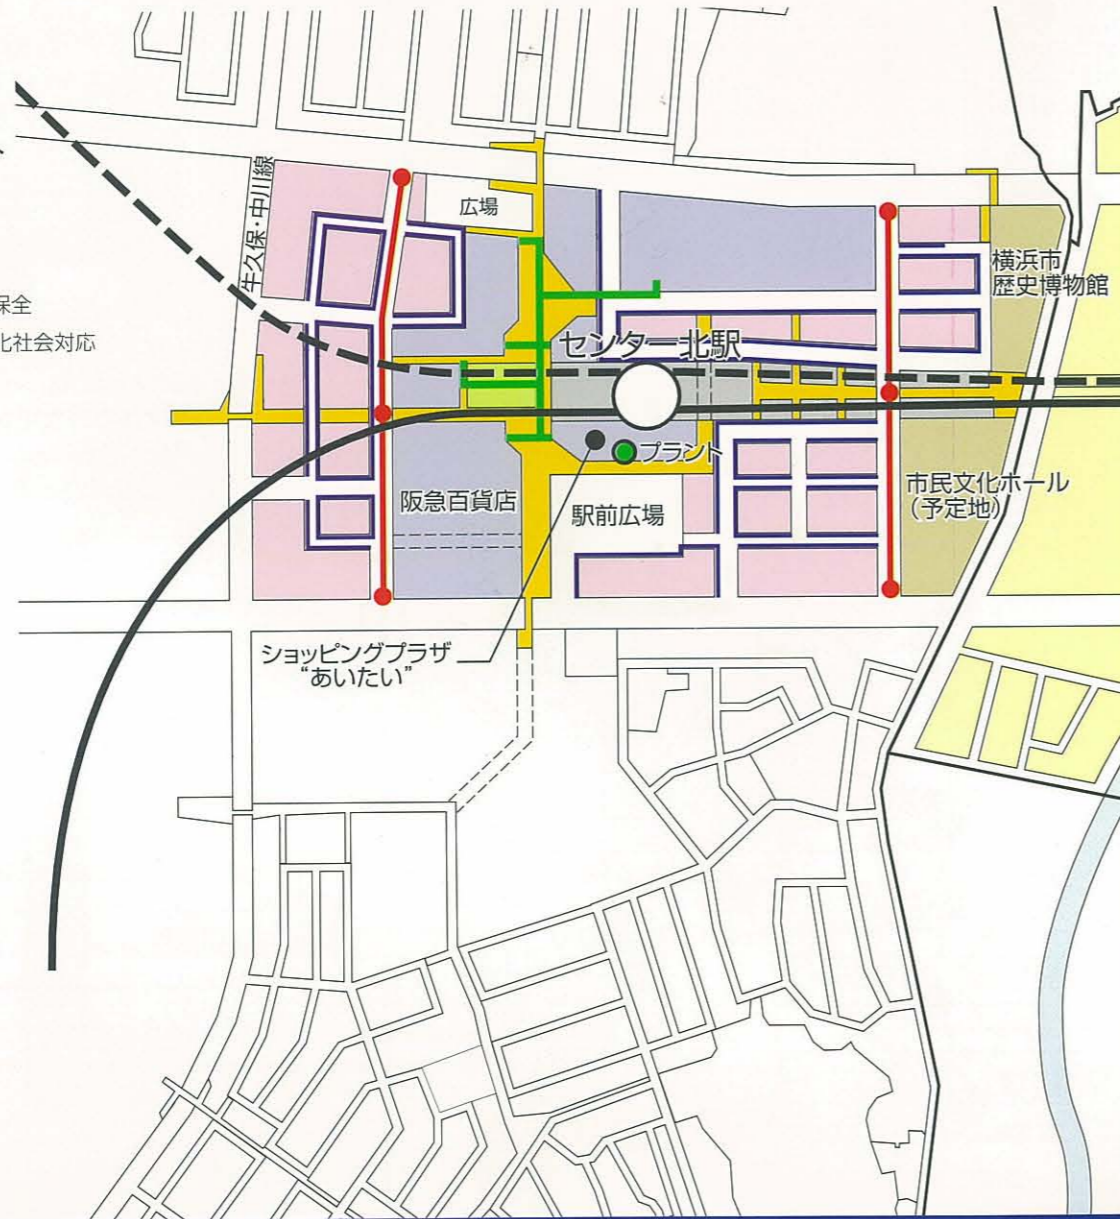 保全
化社会対応
牛久保・中川線
広場
横浜市
歴史博物館
センター北駅
プラント
阪急百貨店
駅前広場
市民文化ホール
（予定地）
ショッピングプラザ
“あいたい”